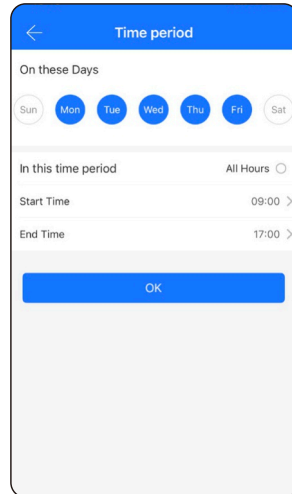 Time period
On these Days
Sun Mon Tue Wed Thu Fri Sat
In this time period All Hours
Start Time 09:00
End Time 17:00
OK